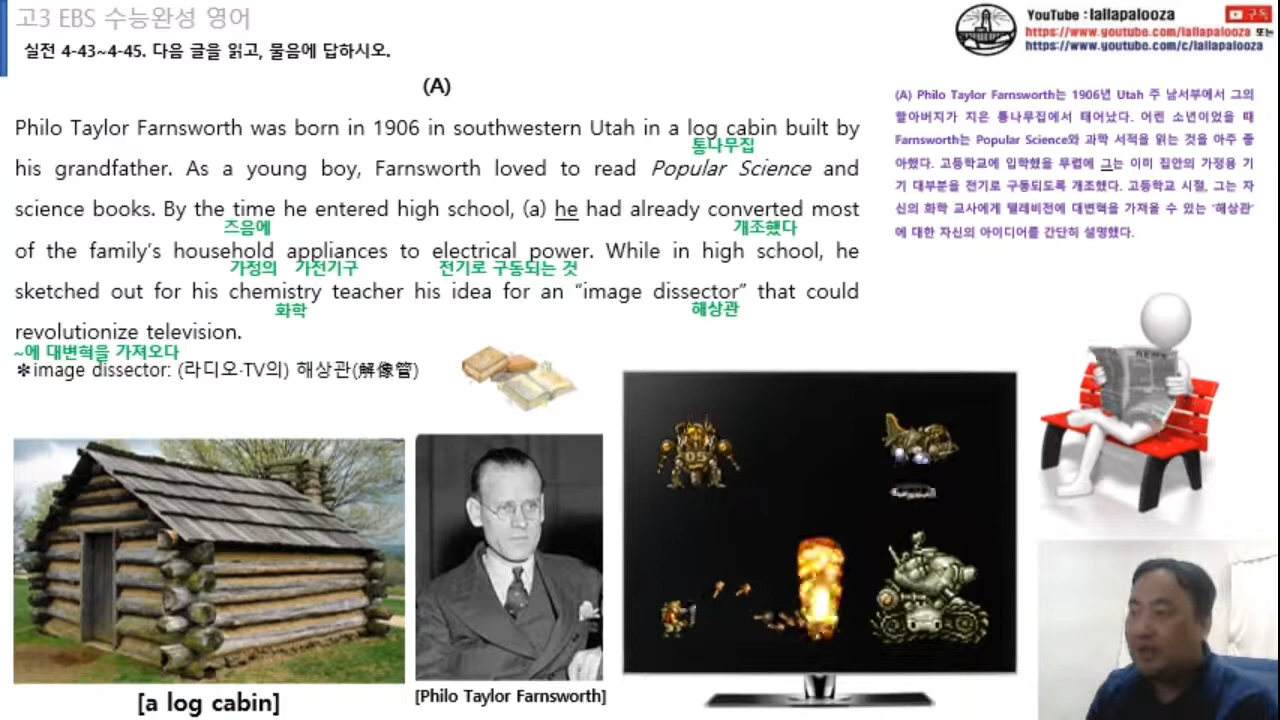 고3 EBS 수능완성 영어
실전 4-43~4-45. 다음 글을 읽고, 물음에 답하시오.
YouTube : lallapalooza
구독
https://www.youtube.com/lallapalooza 또는
https://www.youtube.com/c/lallapalooza
(A)
Philo Taylor Farnsworth was born in 1906 in southwestern Utah in a log cabin built by
통나무집
his grandfather. As a young boy, Farnsworth loved to read Popular Science and
science books. By the time he entered high school, (a) he had already converted most
즈음에 개조했다
of the family's household appliances to electrical power. While in high school, he
가정의 가전기구 전기로 구동되는 것
sketched out for his chemistry teacher his idea for an “image dissector” that could
화학 해상관
revolutionize television.
~에 대변혁을 가져오다
*image dissector: (라디오·TV의) 해상관(解像管)
(A) Philo Taylor Farnsworth는 1906년 Utah 주 남서부에서 그의
할아버지가 지은 통나무집에서 태어났다. 어린 소년이었을 때
Farnsworth는 Popular Science와 과학 서적을 읽는 것을 아주 좋
아했다. 고등학교에 입학했을 무렵에 그는 이미 집안의 가정용 기
기 대부분을 전기로 구동되도록 개조했다. 고등학교 시절, 그는 자
신의 화학 교사에게 텔레비전에 대변혁을 가져올 수 있는 ‘해상관’
에 대한 자신의 아이디어를 간단히 설명했다.
NEWS
05
[a log cabin]
[Philo Taylor Farnsworth]